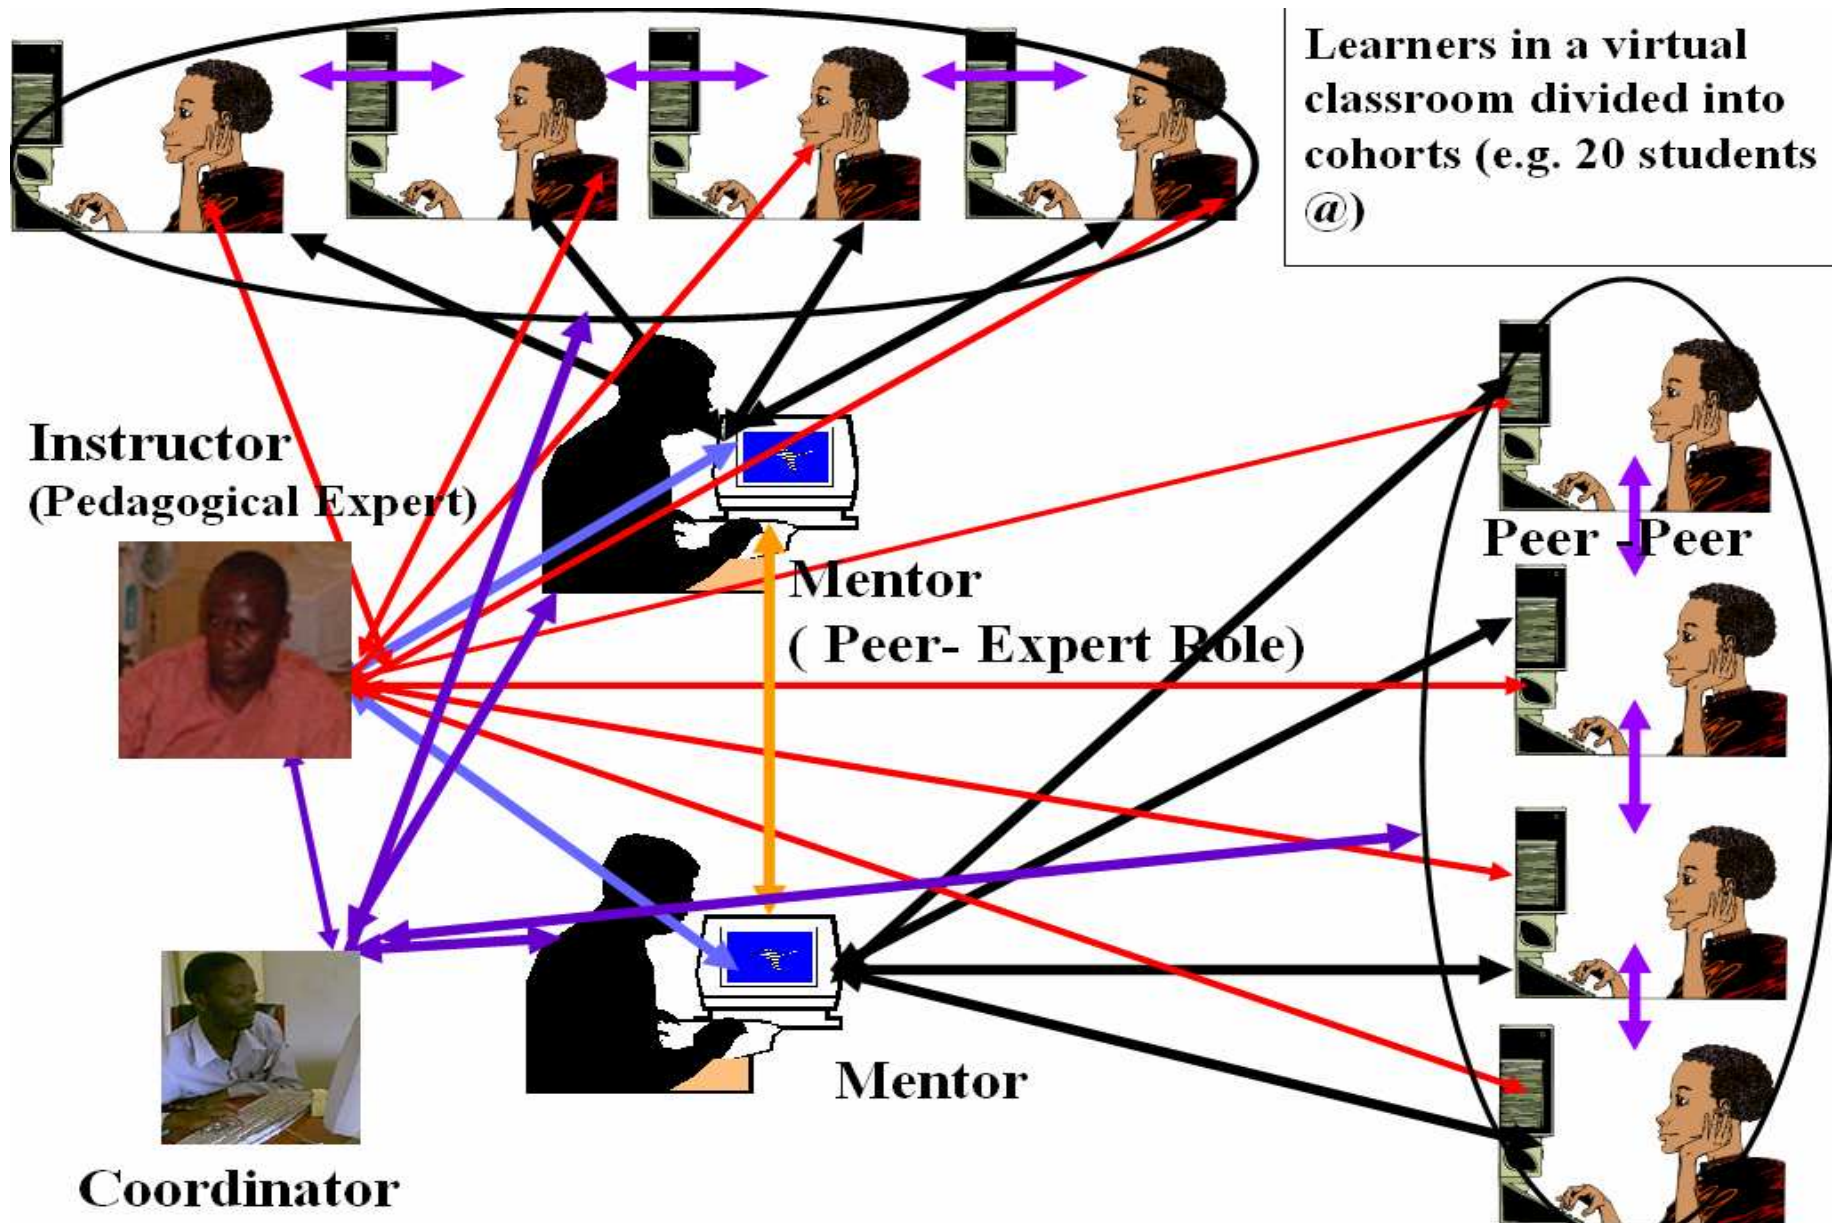 Learners in a virtual
classroom divided into
cohorts (e.g. 20 students
@)
Instructor
(Pedagogical Expert)
Peer -Peer
Mentor
( Peer- Expert Role)
Mentor
Coordinator